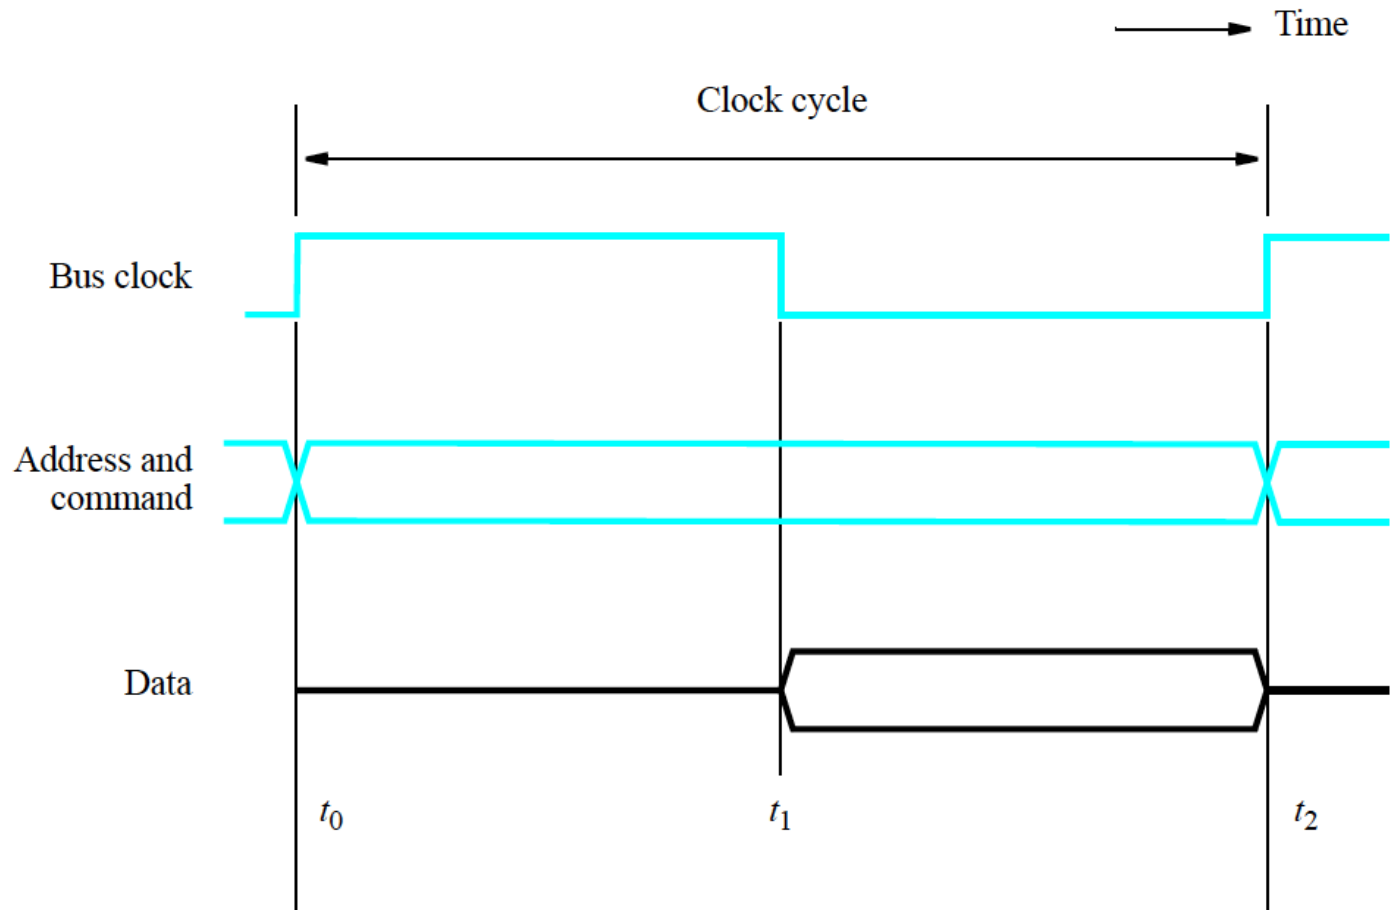 Time
Clock cycle
Bus clock
Address and
command
Data
t0
t1
t2